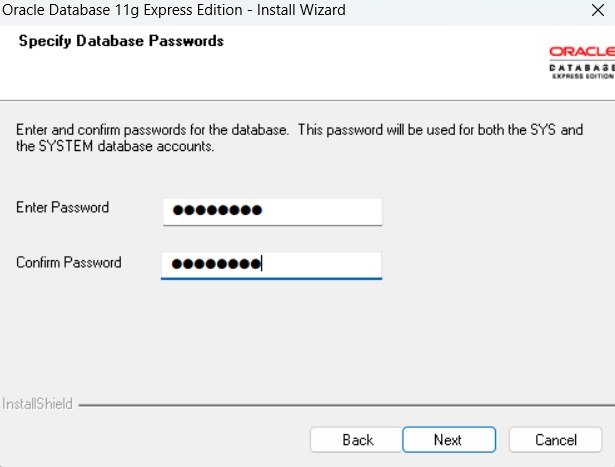 Oracle Database 11g Express Edition - Install Wizard
Specify Database Passwords
ORACLE
DATABASE
EXPRESS EDITION
Enter and confirm passwords for the database. This password will be used for both the SYS and
the SYSTEM database accounts.
Enter Password
Confirm Password
InstallShield
Back Next Cancel